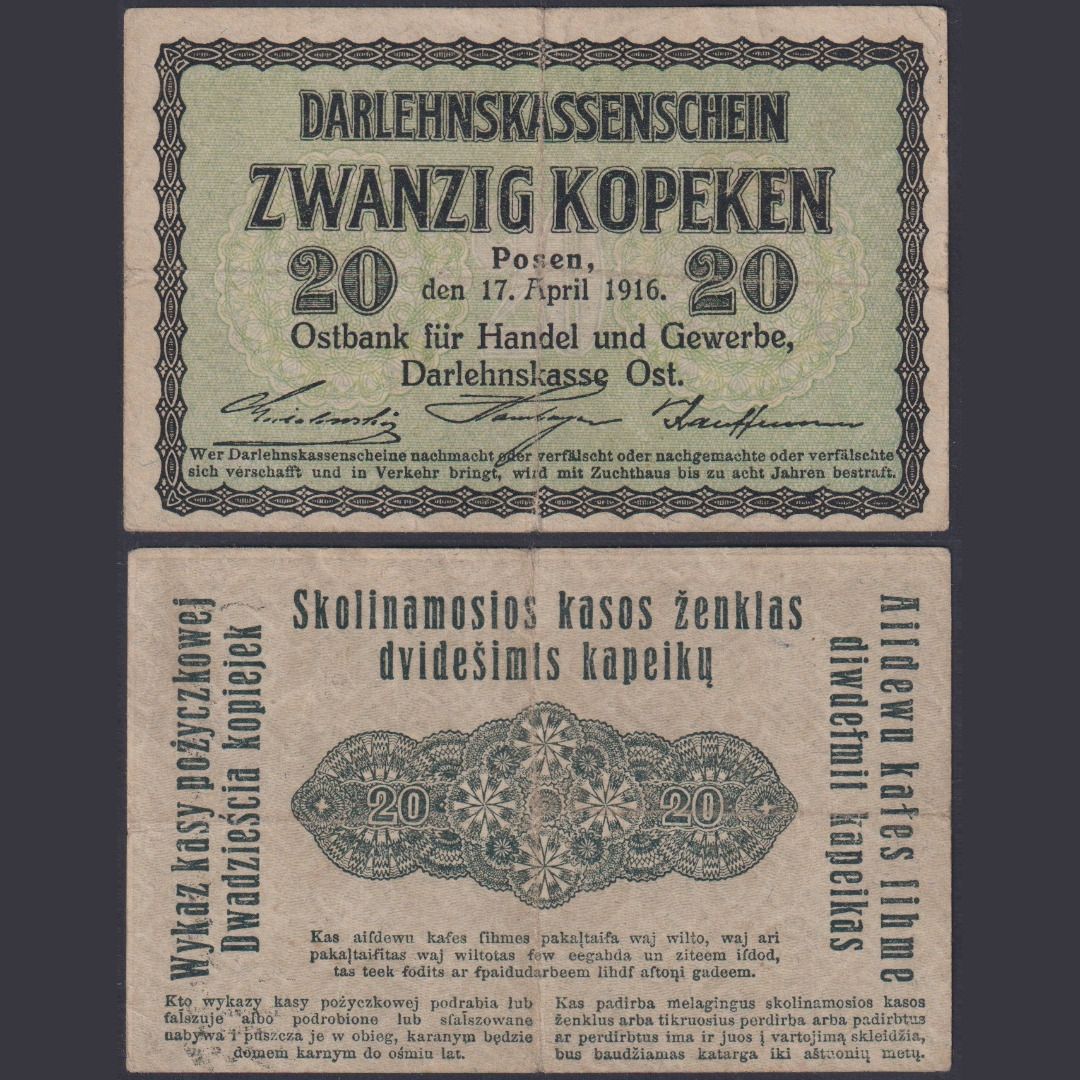 DARLEHNSKASSENSCHEIN
ZWANZIG KOPEKEN
20 Posen, 20
den 17. April 1916.
Ostbank für Handel und Gewerbe,
Darlehnskasse Ost.
Kauffmann
Wer Darlehnskassenscheine nachmacht oder verfälscht oder nachgemachte oder verfälschte
sich verschafft und in Verkehr bringt, wird mit Zuchthaus bis zu acht Jahren bestraft.
Skolinamosios kasos ženklas
dvidešimts kapeikų
Wykaz kasy pożyczkowej
Dwadzieścia kopiejek
Aiſdewu kaſes ſihme
diwdeſmit kapeikas
20 20
Kas aiſdewu kaſes ſihmes pakaļtaiſa waj wilto, waj ari
pakaļtaiſitas waj wiltotas ſew eegahda un ziteem iſdod,
tas teek ſodits ar ſpaidudarbeem lihdſ aſtoņi gadeem.
Kto wykazy kasy pożyczkowej podrabia lub
fałszuje albo podrobione lub sfałszowane
nabywa i puszcza je w obieg, karanym będzie
domem karnym do ośmiu lat.
Kas padirba melagingus skolinamosios kasos
ženklus arba tikruosius perdirba arba padirbtus
ar perdirbtus ima ir juos į vartojimą skleidžia,
bus baudžiamas katarga iki aštuonių metų.